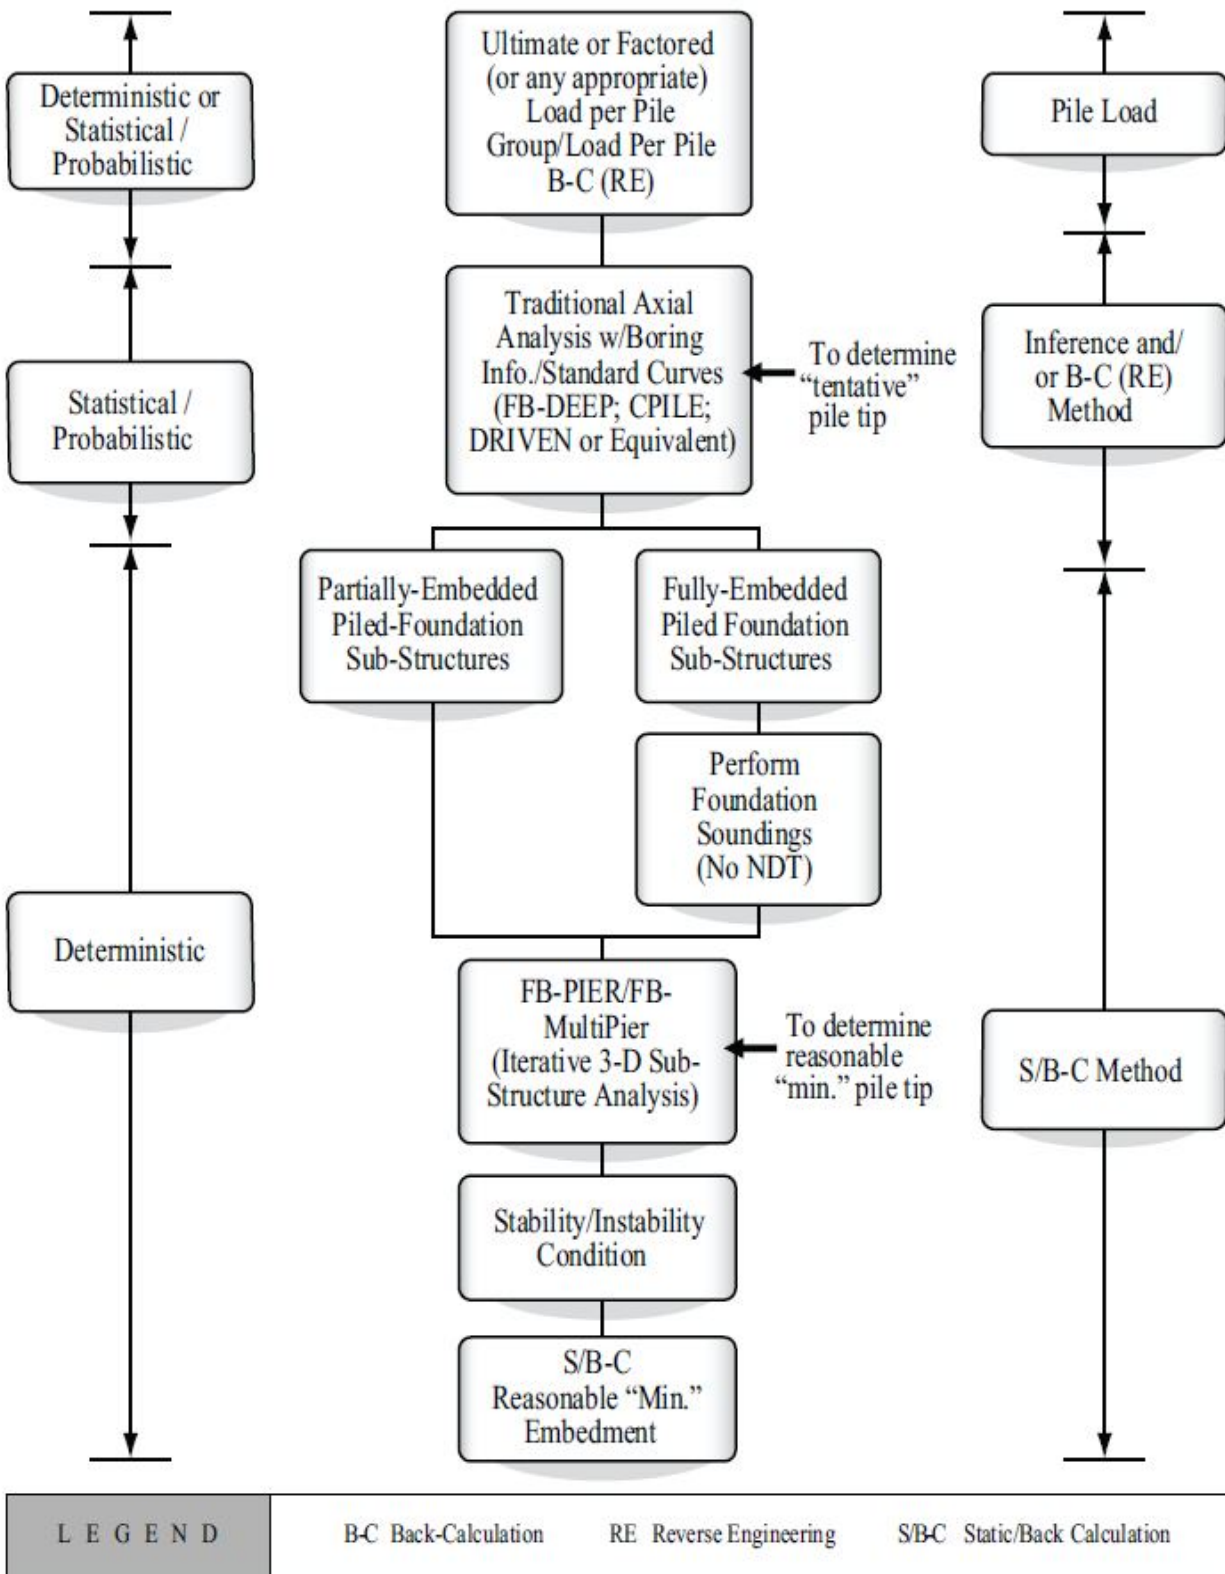 Deterministic or
Statistical /
Probabilistic
Ultimate or Factored
(or any appropriate)
Load per Pile
Group/Load Per Pile
B-C (RE)
Pile Load
Traditional Axial
Analysis w/Boring
Info./Standard Curves
(FB-DEEP; CPILE;
DRIVEN or Equivalent)
To determine
“tentative”
pile tip
Inference and/
or B-C (RE)
Method
Statistical /
Probabilistic
Partially-Embedded
Piled-Foundation
Sub-Structures
Fully-Embedded
Piled Foundation
Sub-Structures
Perform
Foundation
Soundings
(No NDT)
Deterministic
FB-PIER/FB-
MultiPier
(Iterative 3-D Sub-
Structure Analysis)
To determine
reasonable
“min.” pile tip
S/B-C Method
Stability/Instability
Condition
S/B-C
Reasonable “Min.”
Embedment
LEGEND
B-C Back-Calculation RE Reverse Engineering S/B-C Static/Back Calculation